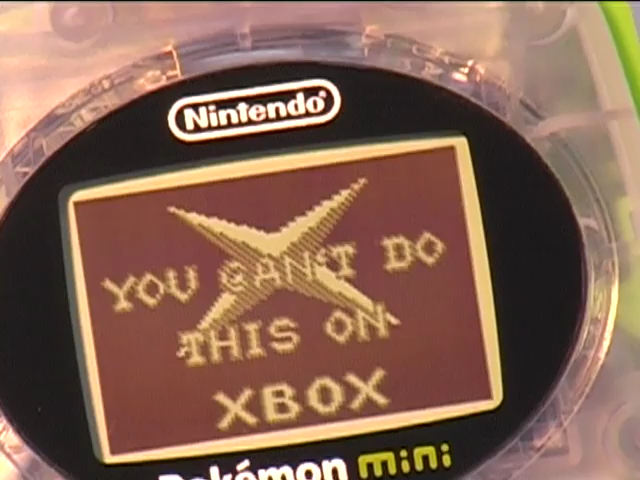 Nintendo
YOU CAN'T DO
THIS ON
XBOX
Pokémon mini